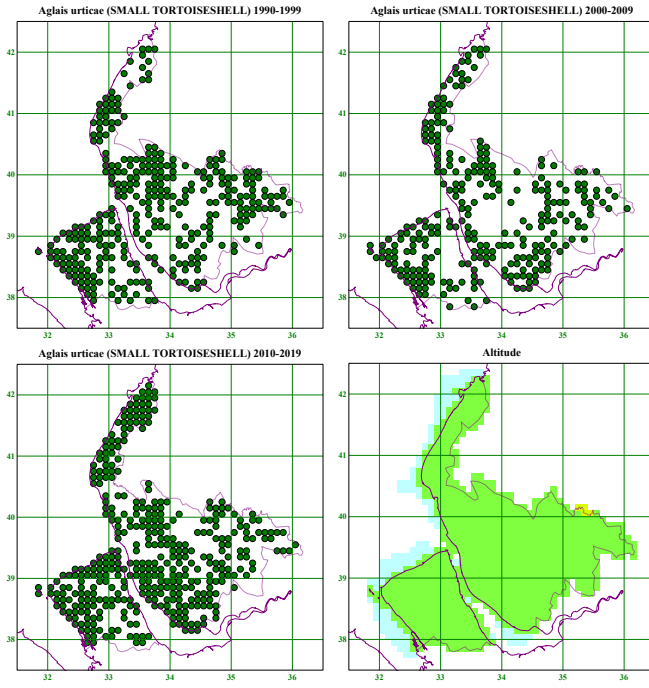 Aglais urticae (SMALL TORTOISESHELL) 1990-1999
42
41
40
39
38
32 33 34 35 36
Aglais urticae (SMALL TORTOISESHELL) 2000-2009
42
41
40
39
38
32 33 34 35 36
Aglais urticae (SMALL TORTOISESHELL) 2010-2019
42
41
40
39
38
32 33 34 35 36
Altitude
42
41
40
39
38
32 33 34 35 36